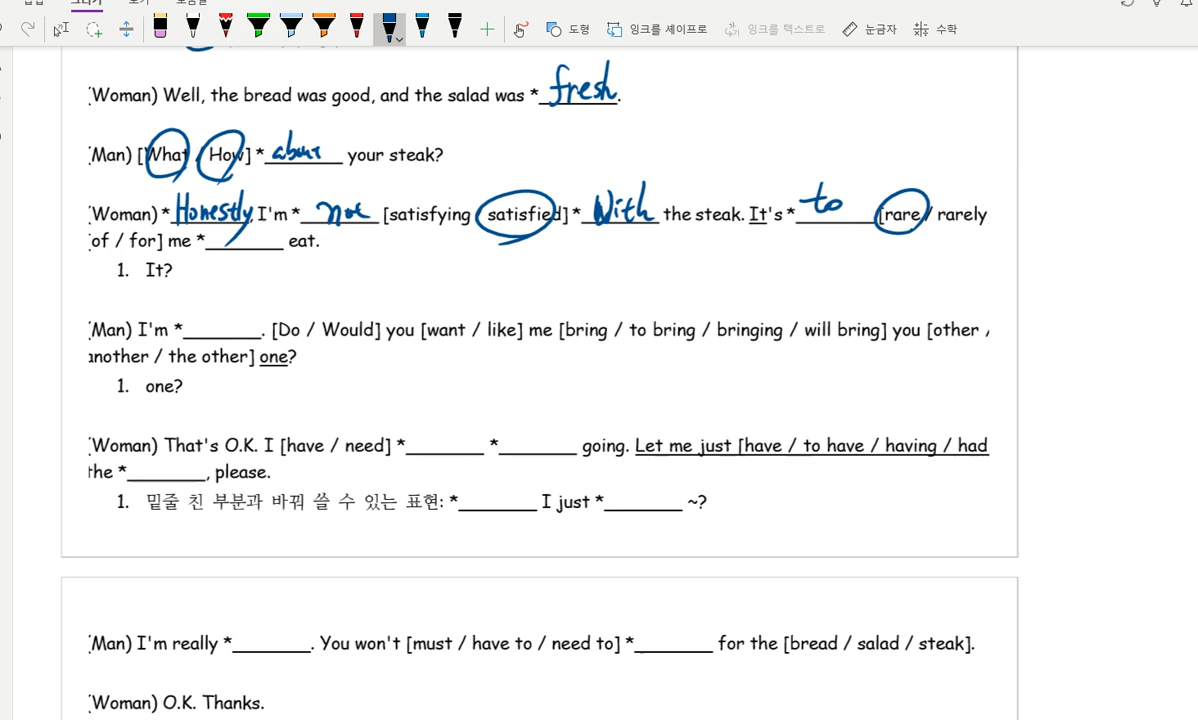 도형 잉크를 셰이프로 잉크를 텍스트로 눈금자 수학
(Woman) Well, the bread was good, and the salad was * fresh.
(Man) [What / How] * about your steak?
(Woman) * Honestly, I'm * not [satisfying / satisfied] * With the steak. It's * to [rare / rarely
[of / for] me *________ eat.
1. It?
(Man) I'm *________. [Do / Would] you [want / like] me [bring / to bring / bringing / will bring] you [other /
another / the other] one?
1. one?
(Woman) That's O.K. I [have / need] *________ *________ going. Let me just [have / to have / having / had
the *________, please.
1. 밑줄 친 부분과 바꿔 쓸 수 있는 표현: *________ I just *________ ~?
(Man) I'm really *________. You won't [must / have to / need to] *________ for the [bread / salad / steak].
(Woman) O.K. Thanks.